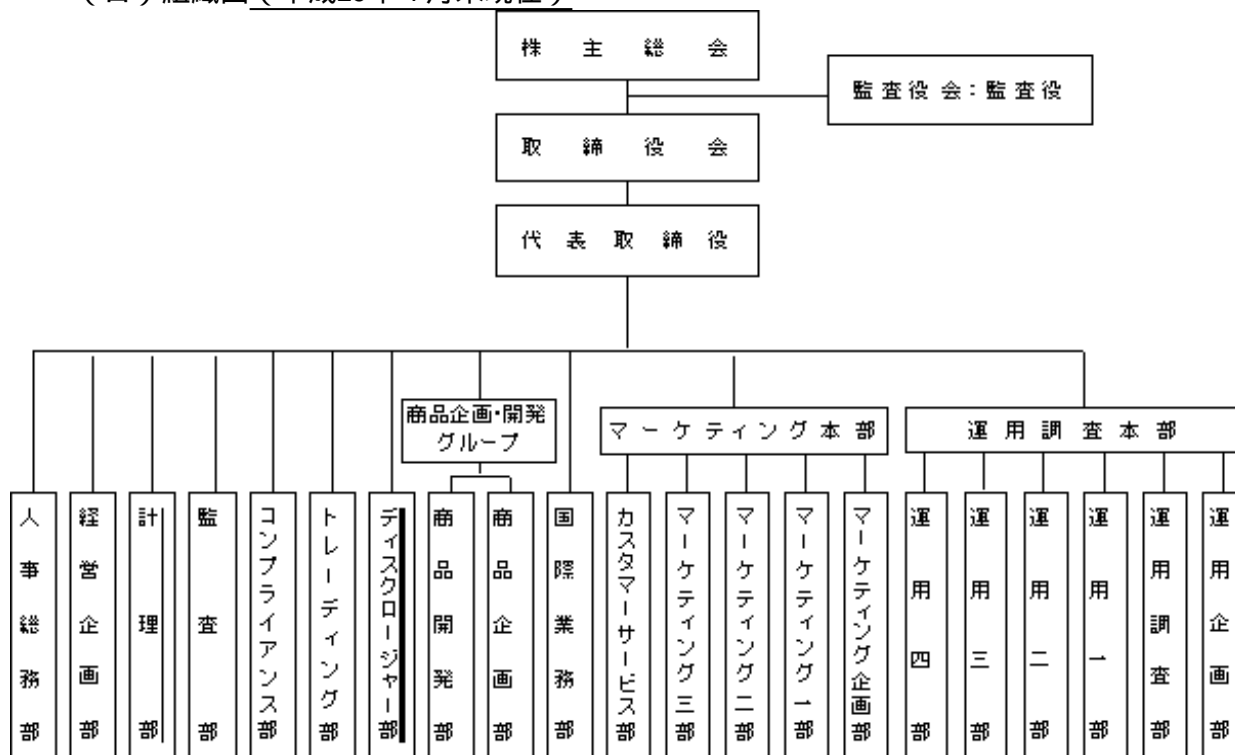 株主総会
監査役会：監査役
取締役会
代表取締役
商品企画・開発
グループ
マーケティング本部
運用調査本部
人事総務部
経営企画部
計理部
監査部
コンプライアンス部
トレーディング部
ディスクロージャー部
商品開発部
商品企画部
国際業務部
カスタマーサービス部
マーケティング三部
マーケティング二部
マーケティング一部
マーケティング企画部
運用四部
運用三部
運用二部
運用一部
運用調査部
運用企画部